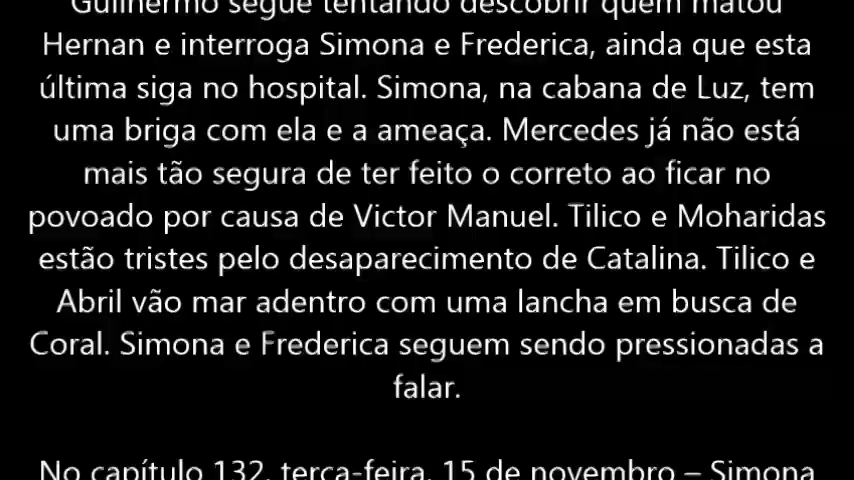 Guilhermo segue tentando descobrir quem matou
Hernan e interroga Simona e Frederica, ainda que esta
última siga no hospital. Simona, na cabana de Luz, tem
uma briga com ela e a ameaça. Mercedes já não está
mais tão segura de ter feito o correto ao ficar no
povoado por causa de Victor Manuel. Tilico e Moharidas
estão tristes pelo desaparecimento de Catalina. Tilico e
Abril vão mar adentro com uma lancha em busca de
Coral. Simona e Frederica seguem sendo pressionadas a
falar.
No capítulo 132, terça-feira, 15 de novembro – Simona